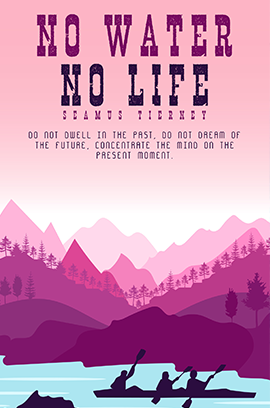 NO WATER
NO LIFE
SEAMUS TIERNEY
DO NOT DWELL IN THE PAST, DO NOT DREAM OF
THE FUTURE, CONCENTRATE THE MIND ON THE
PRESENT MOMENT.